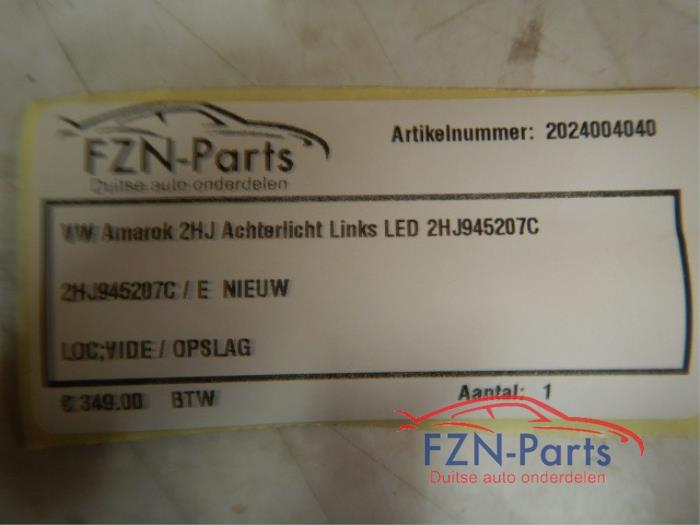 FZN-Parts
Duitse auto onderdelen
Artikelnummer: 2024004040
VW Amarok 2HJ Achterlicht Links LED 2HJ945207C
2HJ945207C / E NIEUW
LOC;VIDE / OPSLAG
€ 349.00 BTW
Aantal: 1
FZN-Parts
Duitse auto onderdelen